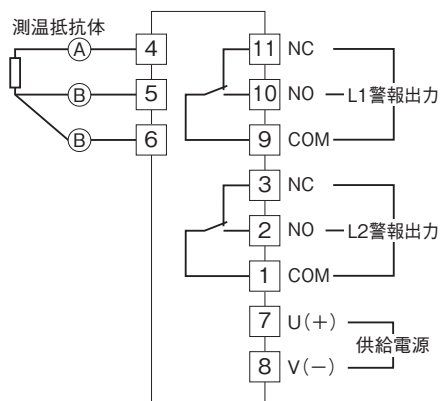 測温抵抗体
A 4
B 5
B 6
11 NC
10 NO L1警報出力
9 COM
3 NC
2 NO L2警報出力
1 COM
7 U(+)
供給電源
8 V(−)